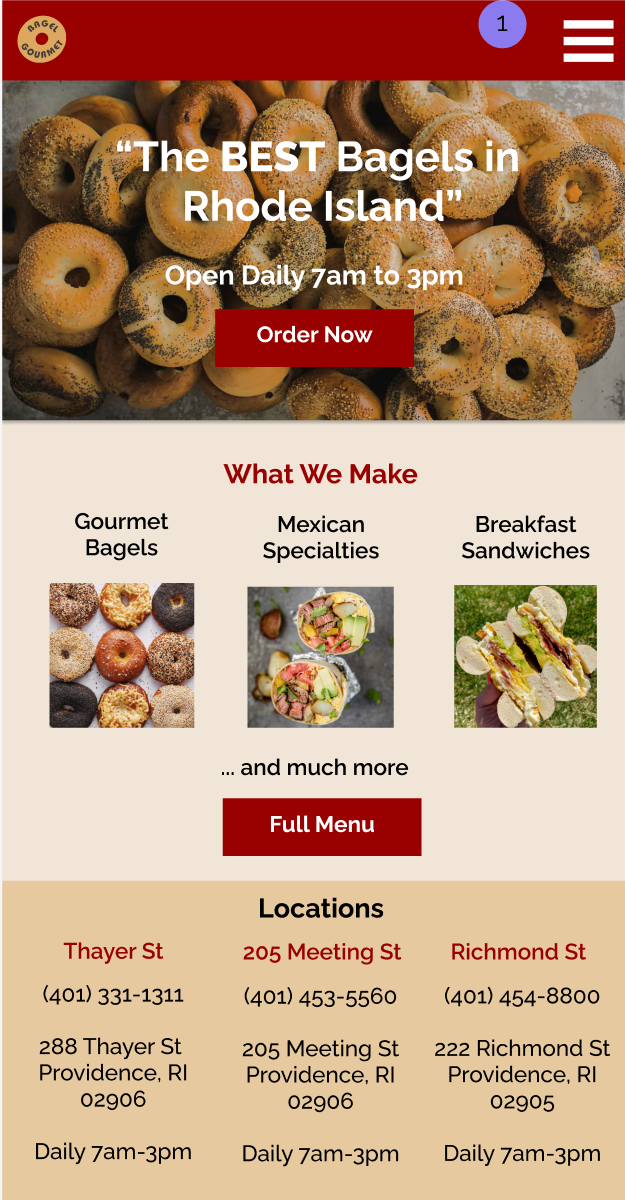 BAGEL
GOURMET
1
“The BEST Bagels in
Rhode Island”
Open Daily 7am to 3pm
Order Now
What We Make
Gourmet
Bagels
Mexican
Specialties
Breakfast
Sandwiches
... and much more
Full Menu
Locations
Thayer St
(401) 331-1311
288 Thayer St
Providence, RI
02906
Daily 7am-3pm
205 Meeting St
(401) 453-5560
205 Meeting St
Providence, RI
02906
Daily 7am-3pm
Richmond St
(401) 454-8800
222 Richmond St
Providence, RI
02905
Daily 7am-3pm